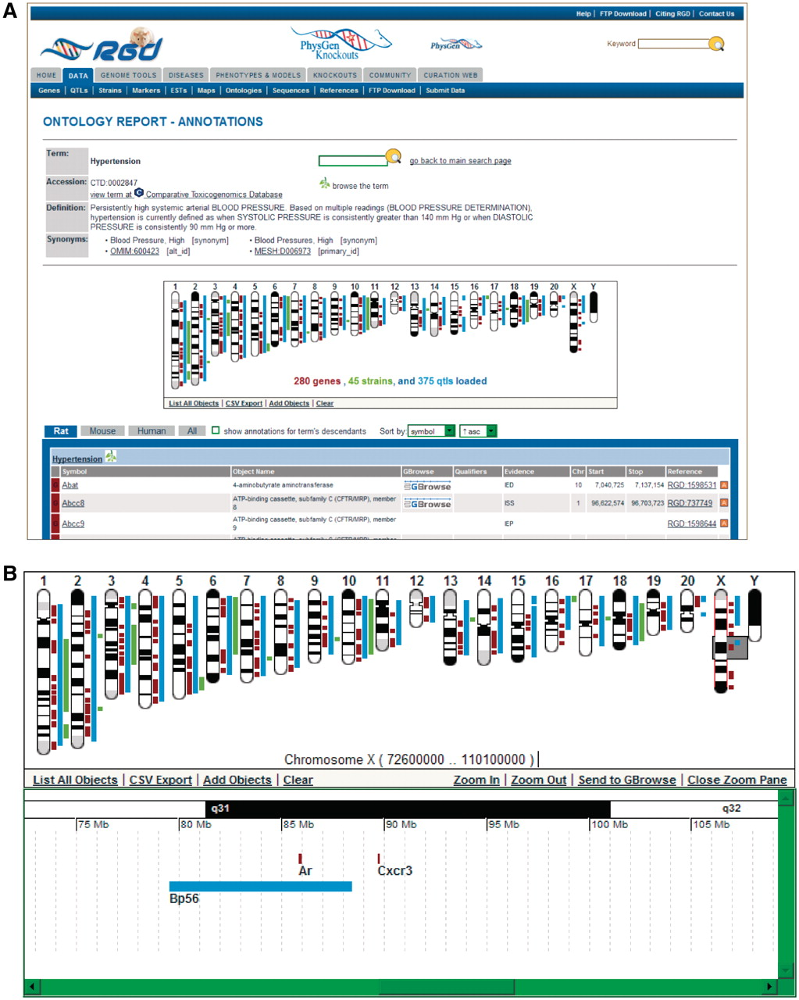 A
Help | FTP Download | Citing RGD | Contact Us
RGD
PhysGen
Knockouts
PhysGen
Keyword
HOME DATA GENOME TOOLS DISEASES PHENOTYPES & MODELS KNOCKOUTS COMMUNITY CURATION WEB
Genes | QTLs | Strains | Markers | ESTs | Maps | Ontologies | Sequences | References | FTP Download | Submit Data
ONTOLOGY REPORT - ANNOTATIONS
Term: Hypertension go back to main search page
Accession: CTD:0002847 browse the term
view term at C Comparative Toxicogenomics Database
Definition: Persistently high systemic arterial BLOOD PRESSURE. Based on multiple readings (BLOOD PRESSURE DETERMINATION),
hypertension is currently defined as when SYSTOLIC PRESSURE is consistently greater than 140 mm Hg or when DIASTOLIC
PRESSURE is consistently 90 mm Hg or more.
Synonyms: • Blood Pressure, High [synonym] • Blood Pressures, High [synonym]
• OMIM:600423 [alt_id] • MESH:D006973 [primary_id]
1 2 3 4 5 6 7 8 9 10 11 12 13 14 15 16 17 18 19 20 X Y
280 genes , 45 strains, and 375 qtls loaded
List All Objects | CSV Export | Add Objects | Clear
Rat Mouse Human All show annotations for term's descendants Sort by: symbol ↑ asc
Hypertension
Symbol Object Name GBrowse Qualifiers Evidence Chr Start Stop Reference
Abat 4-aminobutyrate aminotransferase GBrowse IED 10 7,040,725 7,137,154 RGD:1598531 A
Abcc8 ATP-binding cassette, subfamily C (CFTR/MRP), member 8 GBrowse ISS 1 96,622,574 96,703,723 RGD:737749 A
Abcc9 ATP-binding cassette, subfamily C (CFTR/MRP), member 9 IEP RGD:1598644 A
B
1 2 3 4 5 6 7 8 9 10 11 12 13 14 15 16 17 18 19 20 X Y
Chromosome X ( 72600000 .. 110100000 )
List All Objects | CSV Export | Add Objects | Clear Zoom In | Zoom Out | Send to GBrowse | Close Zoom Pane
q31 q32
75 Mb 80 Mb 85 Mb 90 Mb 95 Mb 100 Mb 105 Mb
Ar Cxcr3
Bp56